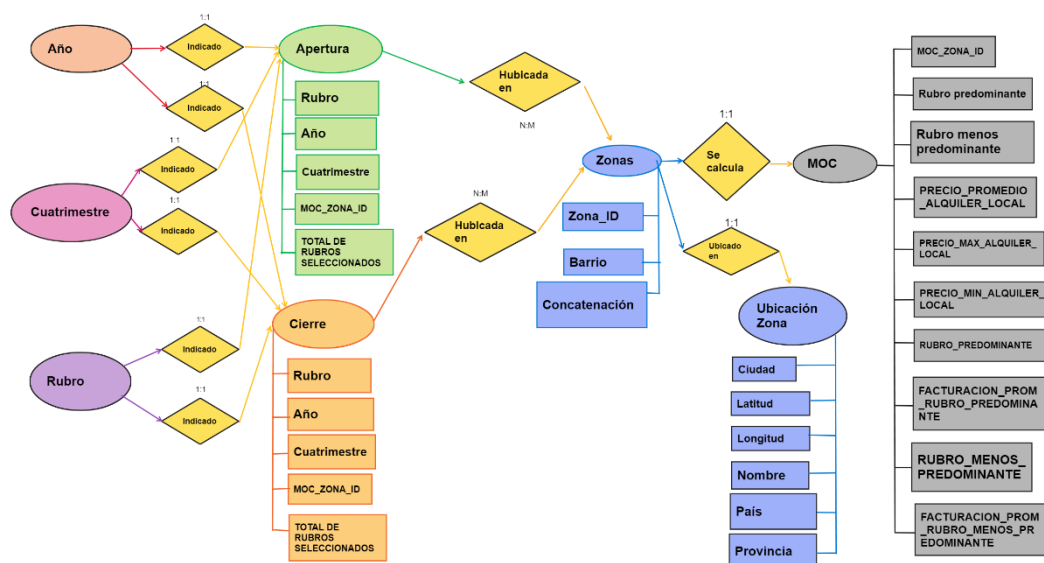 Año
1:1
Indicado
1:1
Indicado
Cuatrimestre
1:1
Indicado
1:1
Indicado
Rubro
1:1
Indicado
1:1
Indicado
Apertura
Rubro
Año
Cuatrimestre
MOC_ZONA_ID
TOTAL DE
RUBROS
SELECCIONADOS
Cierre
Rubro
Año
Cuatrimestre
MOC_ZONA_ID
TOTAL DE
RUBROS
SELECCIONADOS
Hubicada
en
N:M
N:M
Hubicada
en
Zonas
Zona_ID
Barrio
Concatenación
1:1
Se
calcula
1:1
Ubicado
en
Ubicación
Zona
Ciudad
Latitud
Longitud
Nombre
País
Provincia
MOC
MOC_ZONA_ID
Rubro predominante
Rubro menos
predominante
PRECIO_PROMEDIO
_ALQUILER_LOCAL
PRECIO_MAX_ALQUILER_
LOCAL
PRECIO_MIN_ALQUILER_
LOCAL
RUBRO_PREDOMINANTE
FACTURACION_PROM
_RUBRO_PREDOMINA
NTE
RUBRO_MENOS_
PREDOMINANTE
FACTURACION_PROM
_RUBRO_MENOS_PR
EDOMINANTE